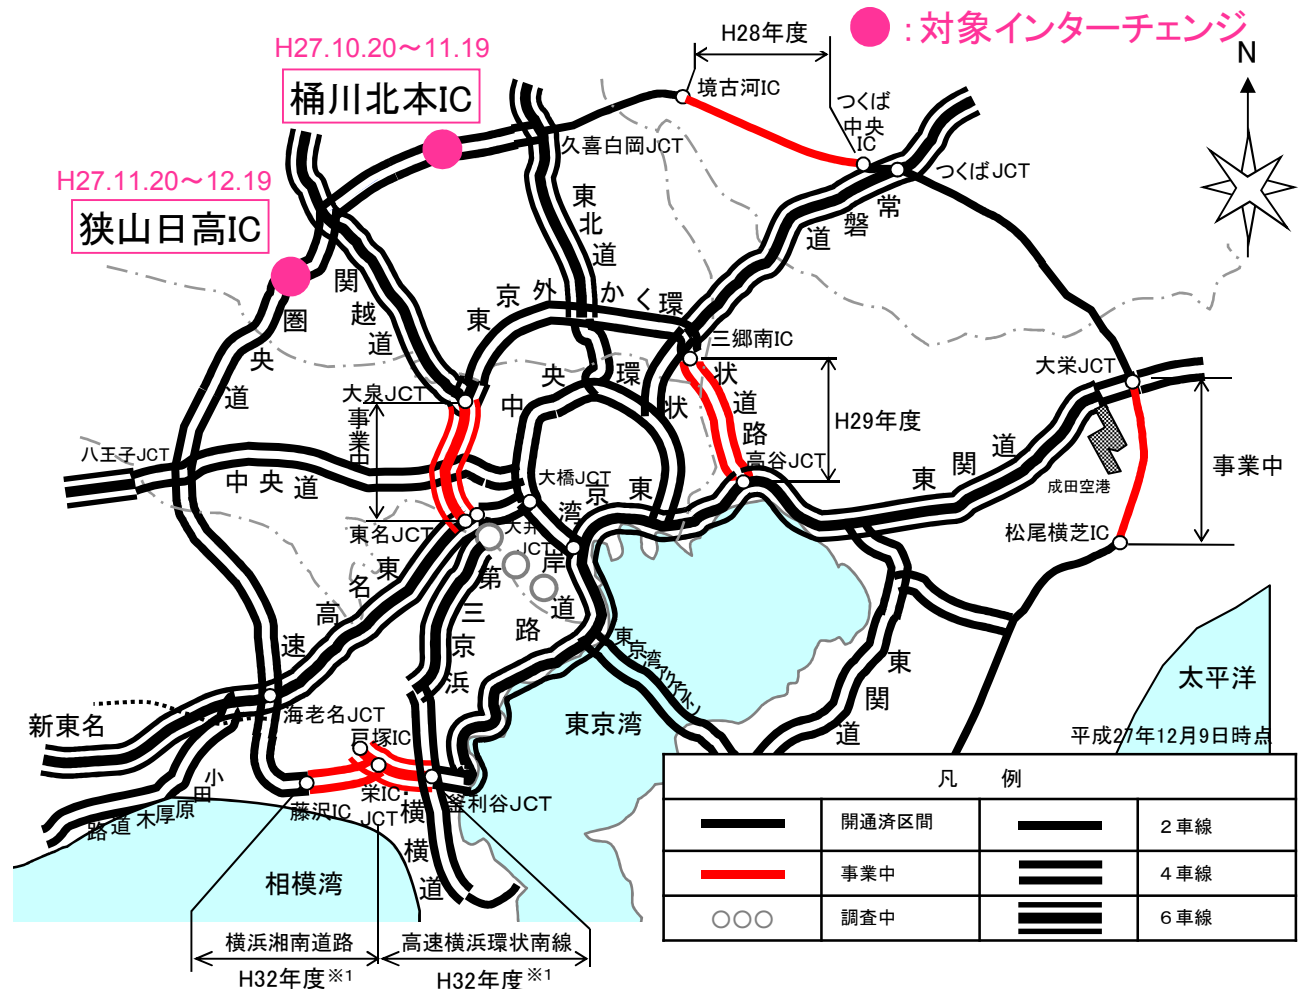 ：対象インターチェンジ
H28年度
N
H27.10.20～11.19
桶川北本IC
境古河IC
つくば
中央
IC
久喜白岡JCT
つくばJCT
H27.11.20～12.19
狭山日高IC
東北道
常磐道
関越道
圏央道
東京外かく環状道路
三郷南IC
大栄JCT
大泉JCT
中央環状
H29年度
事業中
八王子JCT
中央道
大橋JCT
高谷JCT
東関道
事業中
成田空港
東京湾岸道路
東名JCT
大井
JCT
松尾横芝IC
東名高速
第三京浜
東京湾アクアライン
東関道
太平洋
新東名
海老名JCT
戸塚IC
東京湾
平成27年12月9日時点
小田原厚木道路
藤沢IC
栄IC・
JCT
釜利谷JCT
横横道
相模湾
凡　例
開通済区間
２車線
事業中
４車線
調査中
６車線
横浜湘南道路
高速横浜環状南線
H32年度※1
H32年度※1